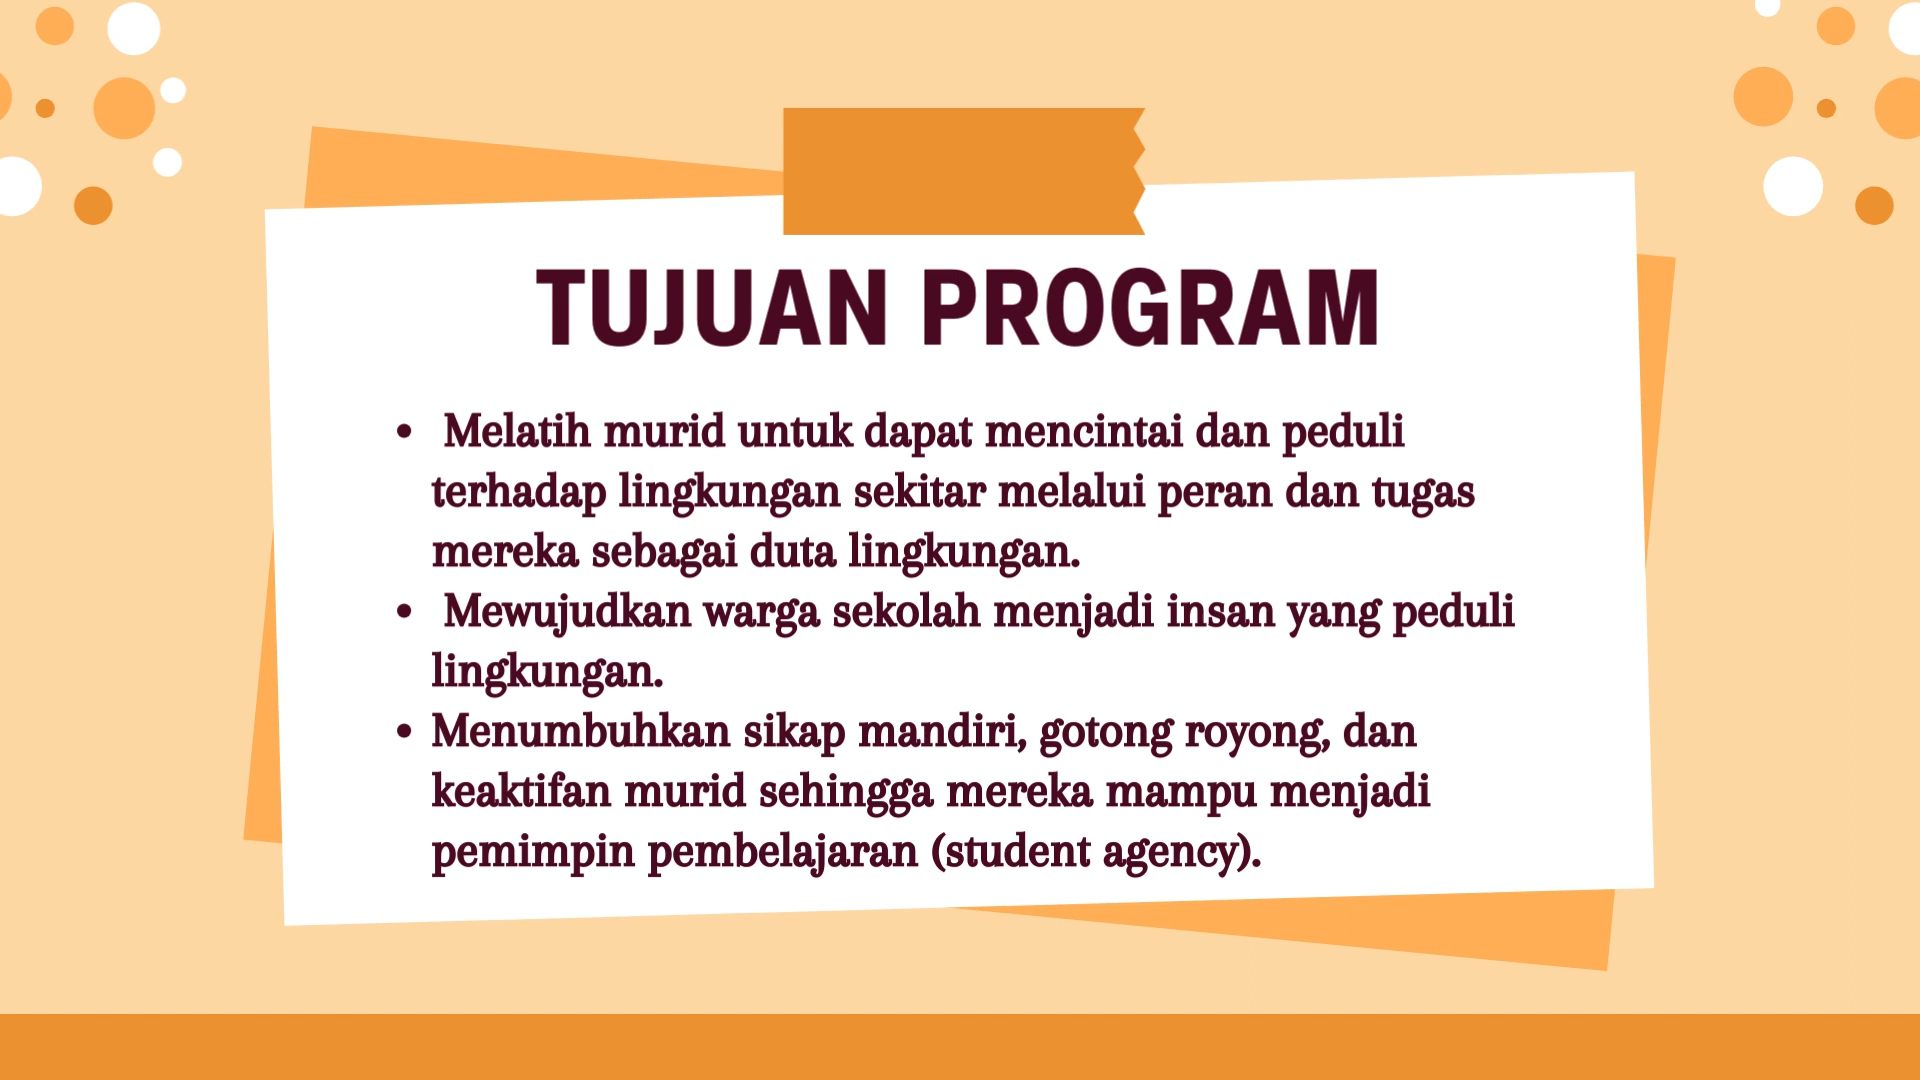 TUJUAN PROGRAM
• Melatih murid untuk dapat mencintai dan peduli
terhadap lingkungan sekitar melalui peran dan tugas
mereka sebagai duta lingkungan.
• Mewujudkan warga sekolah menjadi insan yang peduli
lingkungan.
• Menumbuhkan sikap mandiri, gotong royong, dan
keaktifan murid sehingga mereka mampu menjadi
pemimpin pembelajaran (student agency).